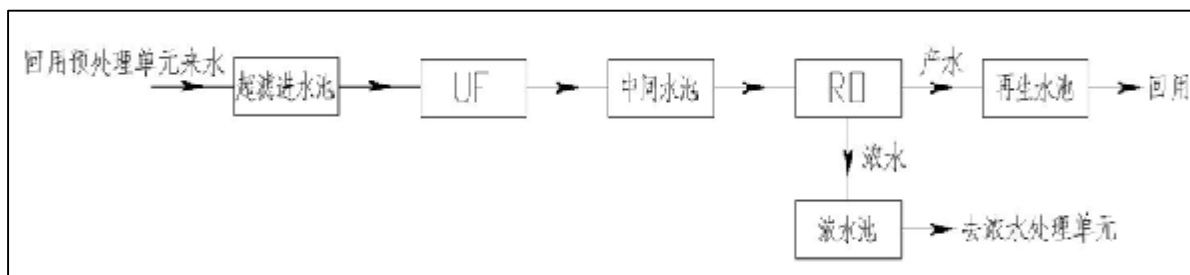 回用预处理单元来水
超滤进水池
UF
中间水池
RO
产水
再生水池
回用
浓水
浓水池
去浓水处理单元